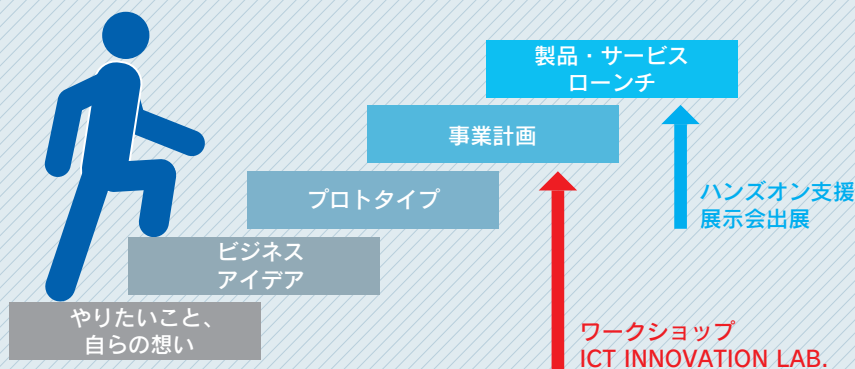 製品・サービス
ローンチ
事業計画
プロトタイプ
ハンズオン支援
展示会出展
ビジネス
アイデア
やりたいこと、
自らの想い
ワークショップ
ICT INNOVATION LAB.